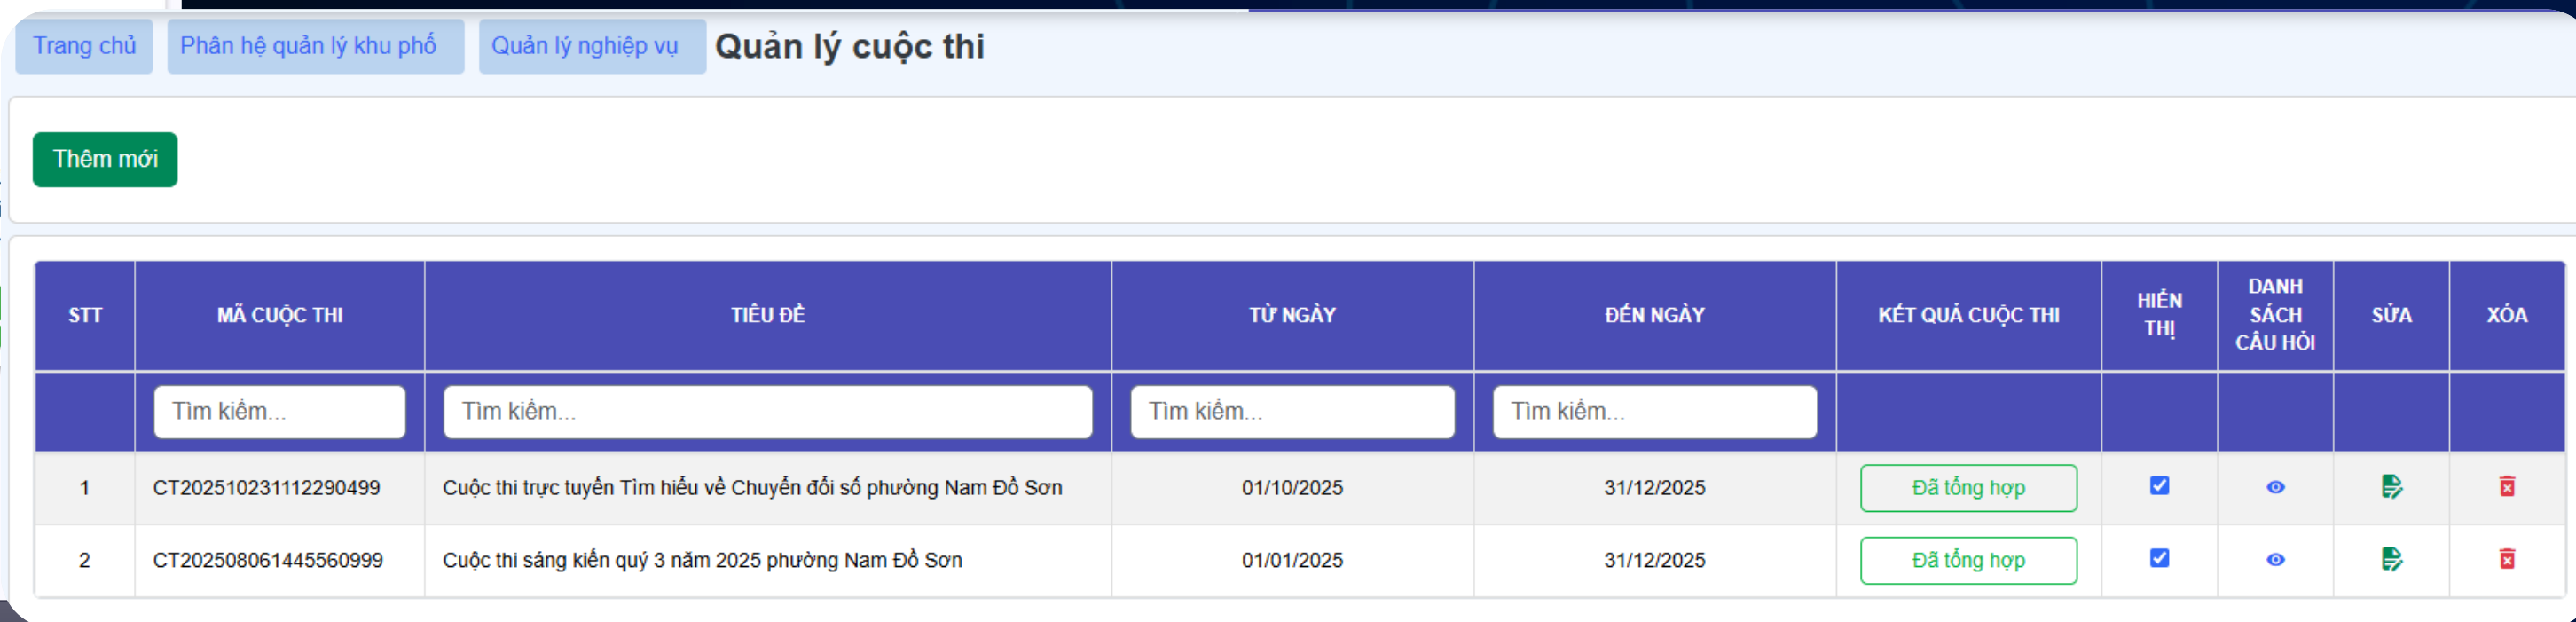 Trang chủ Phân hệ quản lý khu phố Quản lý nghiệp vụ Quản lý cuộc thi
Thêm mới
STT MÃ CUỘC THI TIÊU ĐỀ TỪ NGÀY ĐẾN NGÀY KẾT QUẢ CUỘC THI HIỂN THỊ DANH SÁCH CÂU HỎI SỬA XÓA
Tìm kiếm... Tìm kiếm... Tìm kiếm... Tìm kiếm...
1 CT202510231112290499 Cuộc thi trực tuyến Tìm hiểu về Chuyển đổi số phường Nam Đồ Sơn 01/10/2025 31/12/2025 Đã tổng hợp
2 CT202508061445560999 Cuộc thi sáng kiến quý 3 năm 2025 phường Nam Đồ Sơn 01/01/2025 31/12/2025 Đã tổng hợp